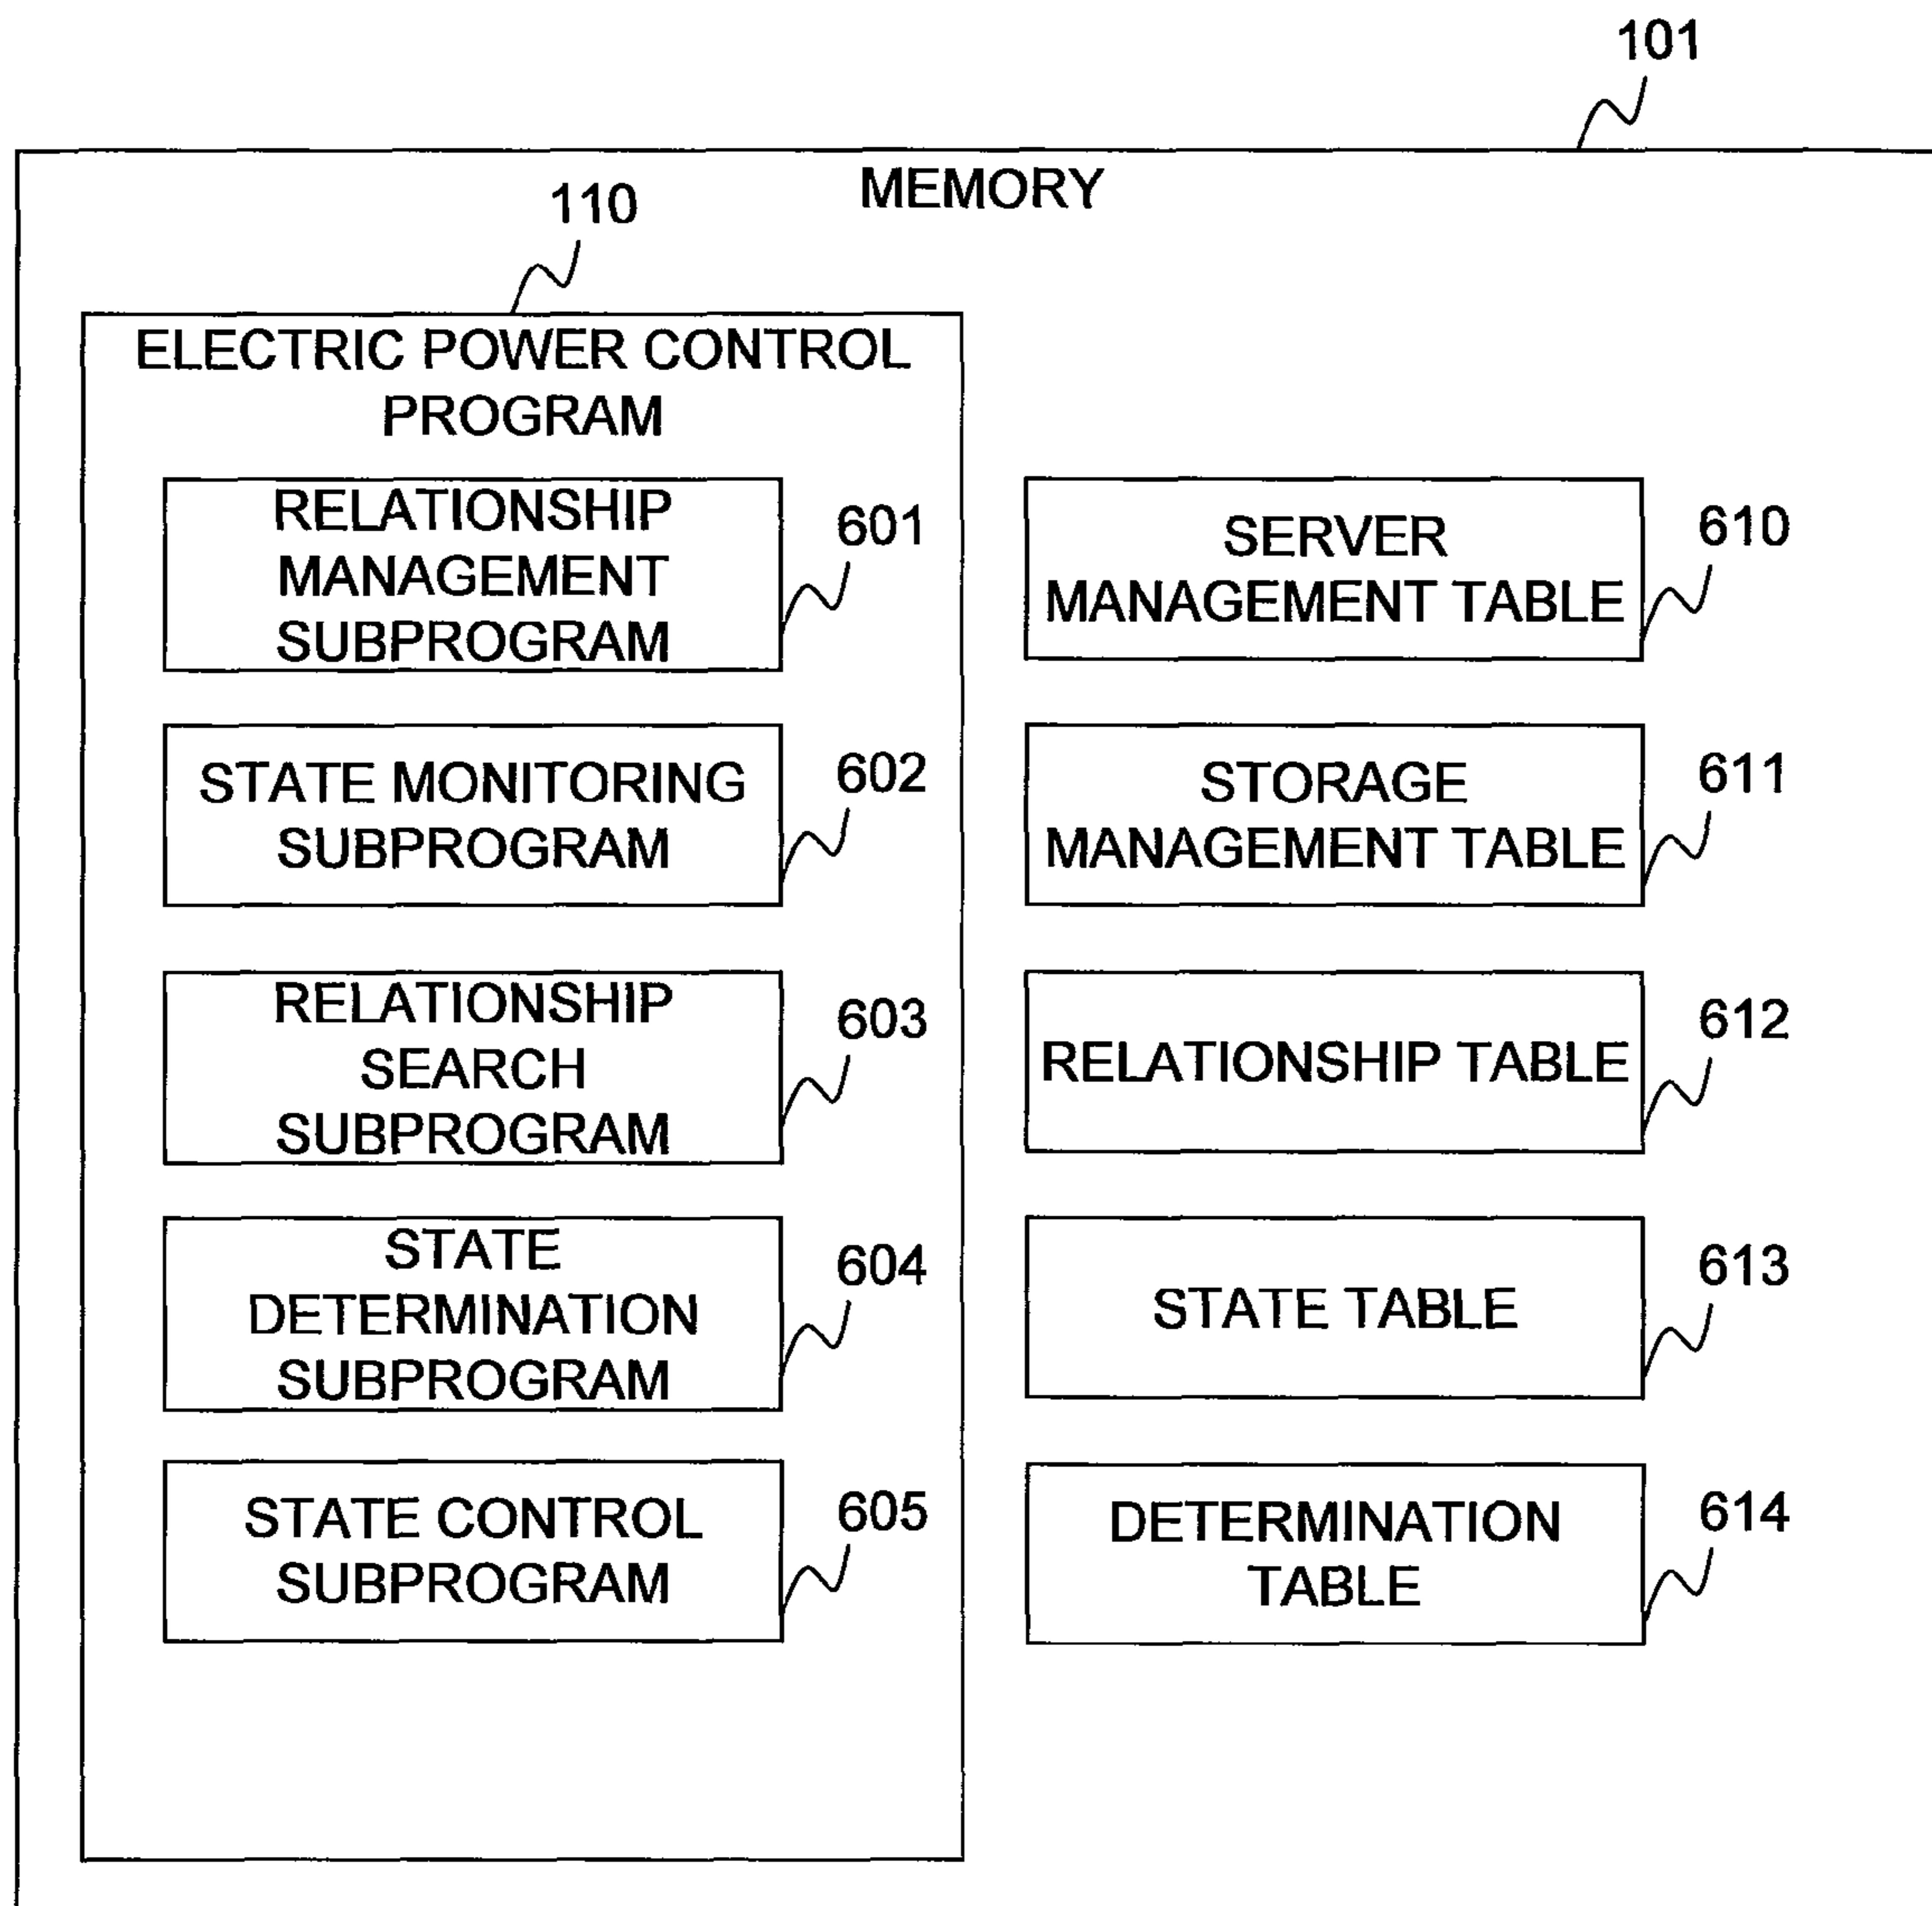 101
MEMORY
110
ELECTRIC POWER CONTROL
PROGRAM
RELATIONSHIP
MANAGEMENT
SUBPROGRAM
601
STATE MONITORING
SUBPROGRAM
602
RELATIONSHIP
SEARCH
SUBPROGRAM
603
STATE
DETERMINATION
SUBPROGRAM
604
STATE CONTROL
SUBPROGRAM
605
SERVER
MANAGEMENT TABLE
610
STORAGE
MANAGEMENT TABLE
611
RELATIONSHIP TABLE
612
STATE TABLE
613
DETERMINATION
TABLE
614